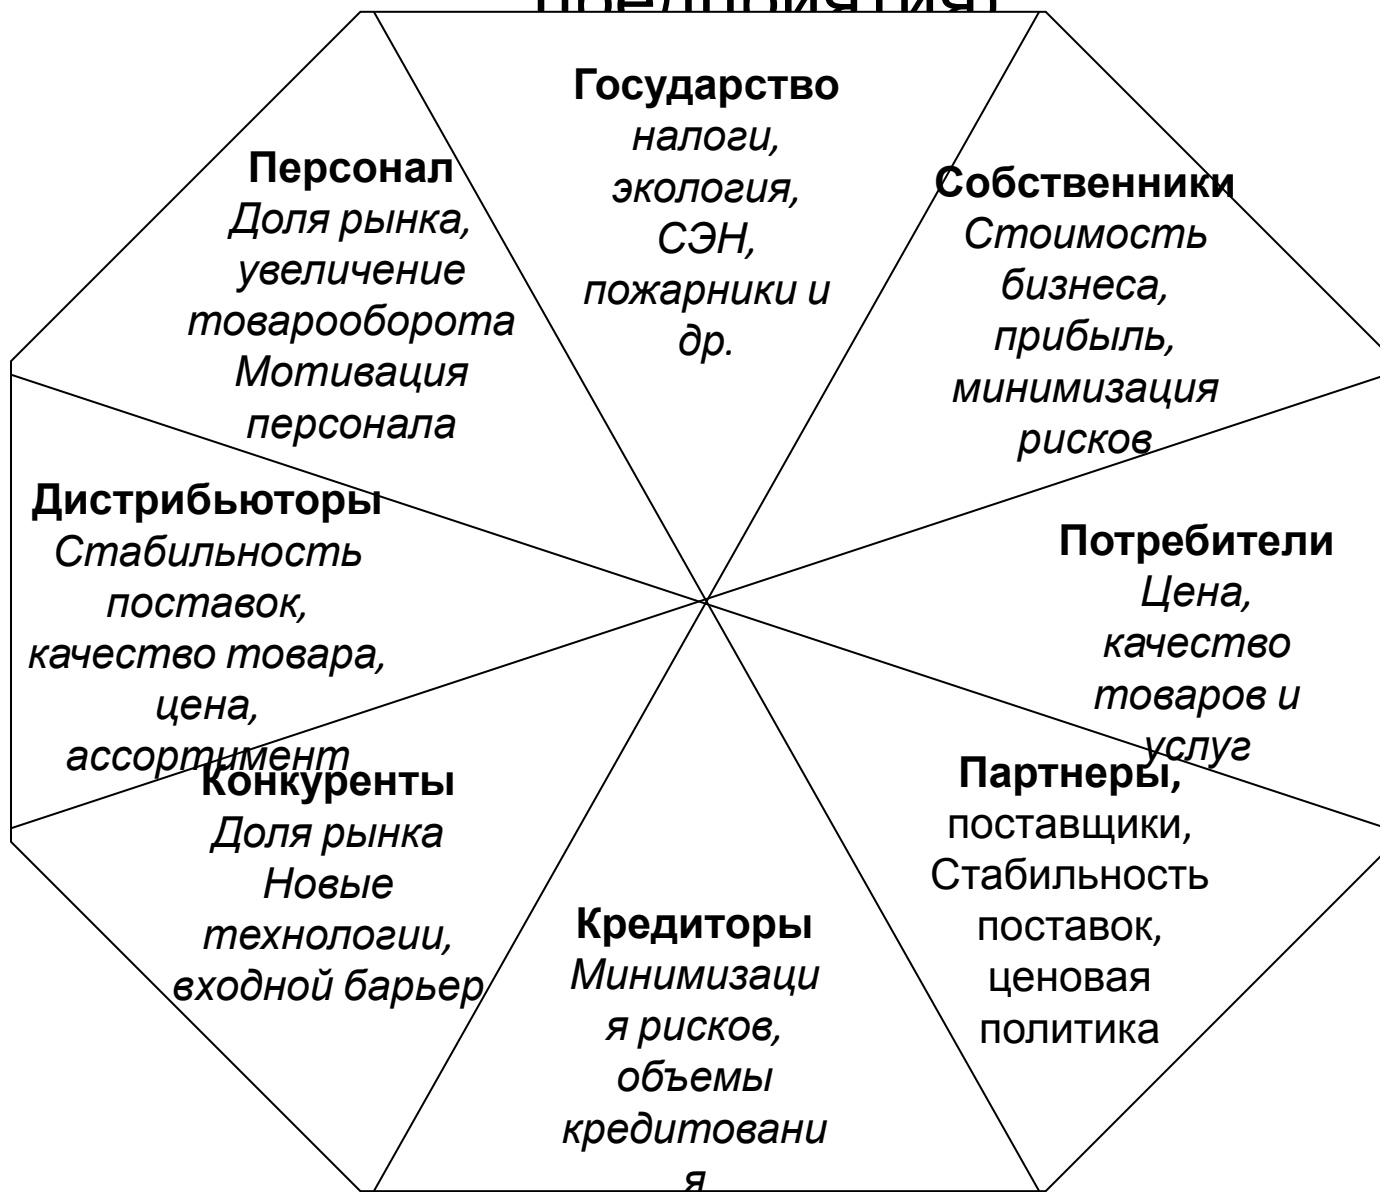 предприятия)
Государство
налоги,
экология,
СЭН,
пожарники и
др.
Собственники
Стоимость
бизнеса,
прибыль,
минимизация
рисков
Потребители
Цена,
качество
товаров и
услуг
Партнеры,
поставщики,
Стабильность
поставок,
ценовая
политика
Кредиторы
Минимизаци
я рисков,
объемы
кредитовани
я
Конкуренты
Доля рынка
Новые
технологии,
входной барьер
Дистрибьюторы
Стабильность
поставок,
качество товара,
цена,
ассортимент
Персонал
Доля рынка,
увеличение
товарооборота
Мотивация
персонала